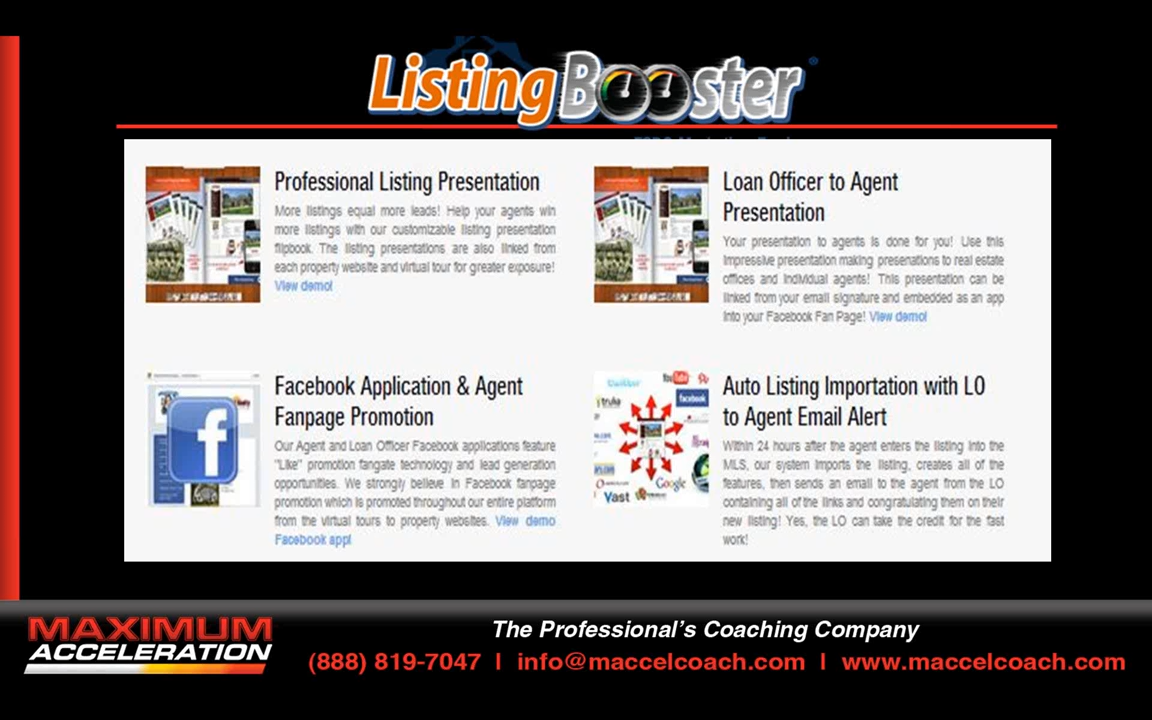 ListingBooster®
Professional Listing Presentation
More listings equal more leads! Help your agents win
more listings with our customizable listing presentation
flipbook. The listing presentations are also linked from
each property website and virtual tour for greater exposure!
View demo!
Loan Officer to Agent
Presentation
Your presentation to agents is done for you! Use this
impressive presentation making presenations to real estate
offices and individual agents! This presentation can be
linked from your email signature and embedded as an app
into your Facebook Fan Page! View demo!
Facebook Application & Agent
Fanpage Promotion
Our Agent and Loan Officer Facebook applications feature
"Like" promotion fangate technology and lead generation
opportunities. We strongly believe in Facebook fanpage
promotion which is promoted throughout our entire platform
from the virtual tours to property websites. View demo
Facebook app!
twitter
You Tube
trulia
facebook
Google
Vast
Auto Listing Importation with LO
to Agent Email Alert
Within 24 hours after the agent enters the listing into the
MLS, our system imports the listing, creates all of the
features, then sends an email to the agent from the LO
containing all of the links and congratulating them on their
new listing! Yes, the LO can take the credit for the fast
work!
MAXIMUM
ACCELERATION
The Professional's Coaching Company
(888) 819-7047 | info@maccelcoach.com | www.maccelcoach.com